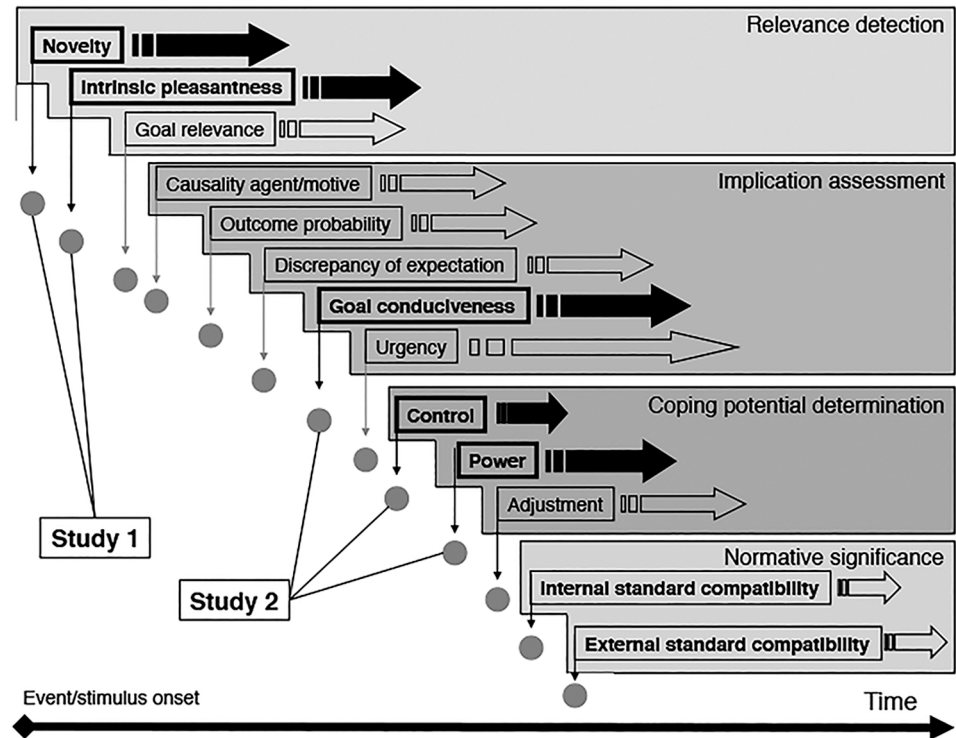 Relevance detection
Novelty
Intrinsic pleasantness
Goal relevance
Implication assessment
Causality agent/motive
Outcome probability
Discrepancy of expectation
Goal conduciveness
Urgency
Coping potential determination
Control
Power
Adjustment
Study 1
Normative significance
Internal standard compatibility
Study 2
External standard compatibility
Event/stimulus onset
Time